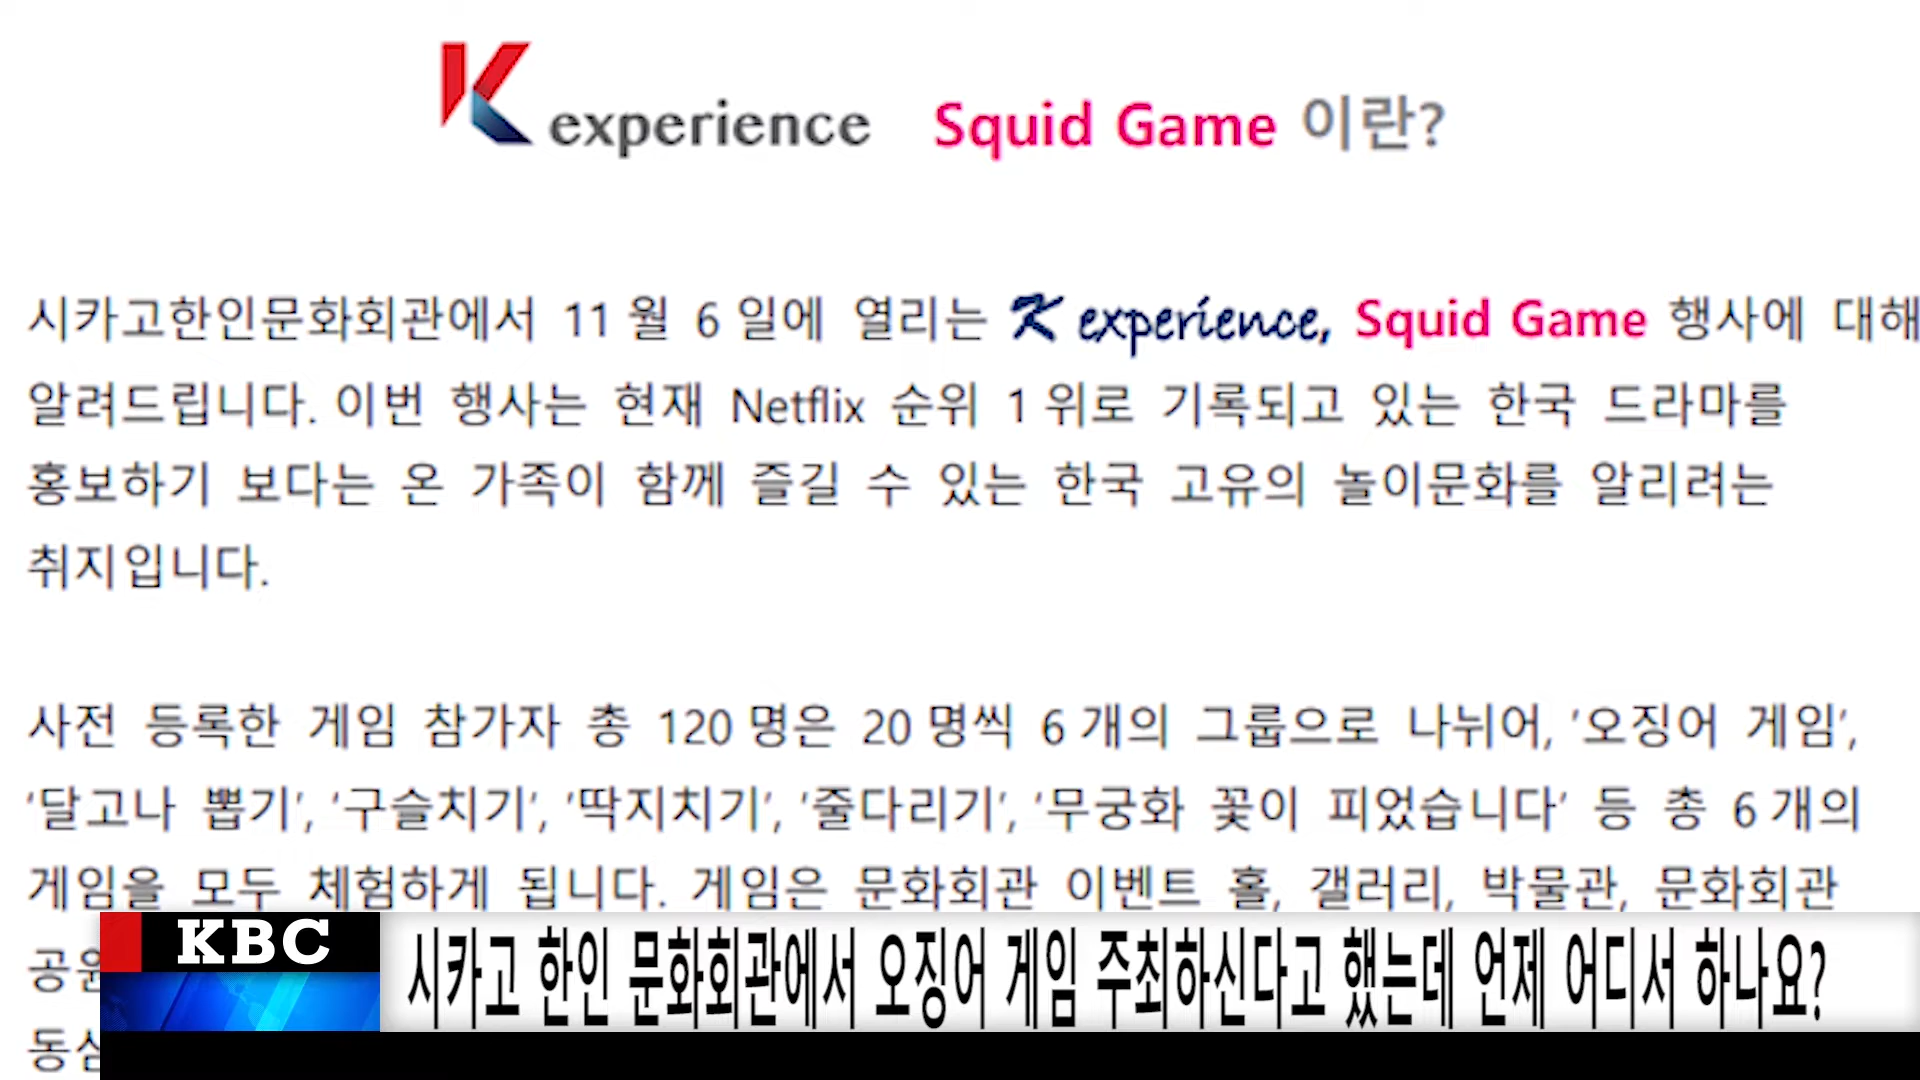 K experience Squid Game 이란?
시카고한인문화회관에서 11월 6일에 열리는 K experience, Squid Game 행사에 대해
알려드립니다. 이번 행사는 현재 Netflix 순위 1위로 기록되고 있는 한국 드라마를
홍보하기 보다는 온 가족이 함께 즐길 수 있는 한국 고유의 놀이문화를 알리려는
취지입니다.
사전 등록한 게임 참가자 총 120명은 20명씩 6개의 그룹으로 나뉘어, '오징어 게임',
'달고나 뽑기', '구슬치기', '딱지치기', '줄다리기', '무궁화 꽃이 피었습니다' 등 총 6개의
게임을 모두 체험하게 됩니다. 게임은 문화회관 이벤트 홀, 갤러리, 박물관, 문화회관
KBC
시카고 한인 문화회관에서 오징어 게임 주최하신다고 했는데 언제 어디서 하나요?